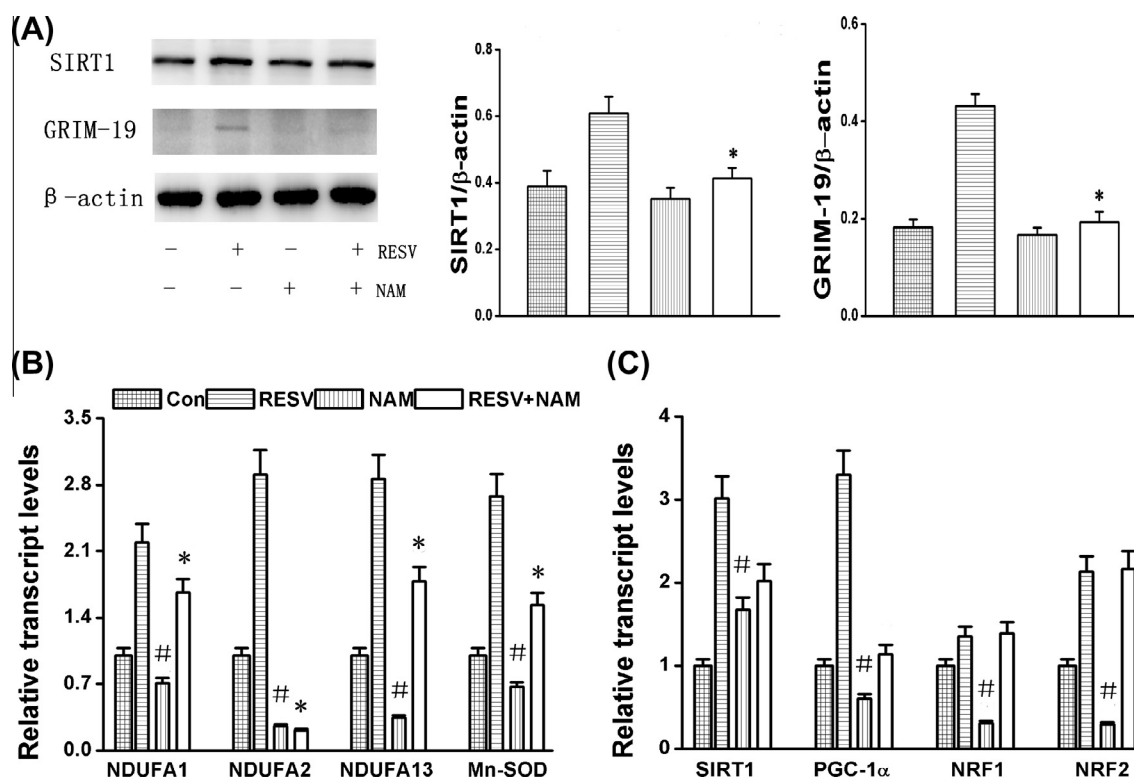 (A)
SIRT1
GRIM-19
β-actin
− + − + RESV
− − + + NAM
SIRT1/β-actin
0.8
0.6
0.4
0.2
0.0
*
GRIM-19/β-actin
0.6
0.4
0.2
0.0
*
(B)
Con RESV NAM RESV+NAM
Relative transcript levels
3.5
2.8
2.1
1.4
0.7
0.0
# * # * # * # *
NDUFA1 NDUFA2 NDUFA13 Mn-SOD
(C)
Relative transcript levels
4
3
2
1
0
# # # #
SIRT1 PGC-1α NRF1 NRF2